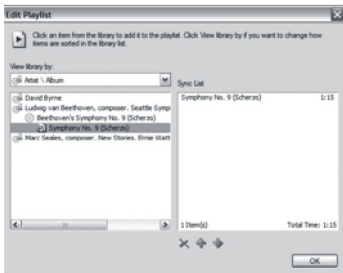 Edit Playlist
Click an item from the library to add it to the playlist. Click View library by if you want to change how
items are sorted in the library list.
View library by:
Artist \ Album
Sync List
David Byrne
Ludwig van Beethoven, composer. Seattle Symp
Beethoven's Symphony No. 9 (Scherzo)
Symphony No. 9 (Scherzo)
Marc Seales, composer. New Stories. Ernie Watt
Symphony No. 9 (Scherzo) 1:15
1 Item(s) Total Time: 1:15
OK